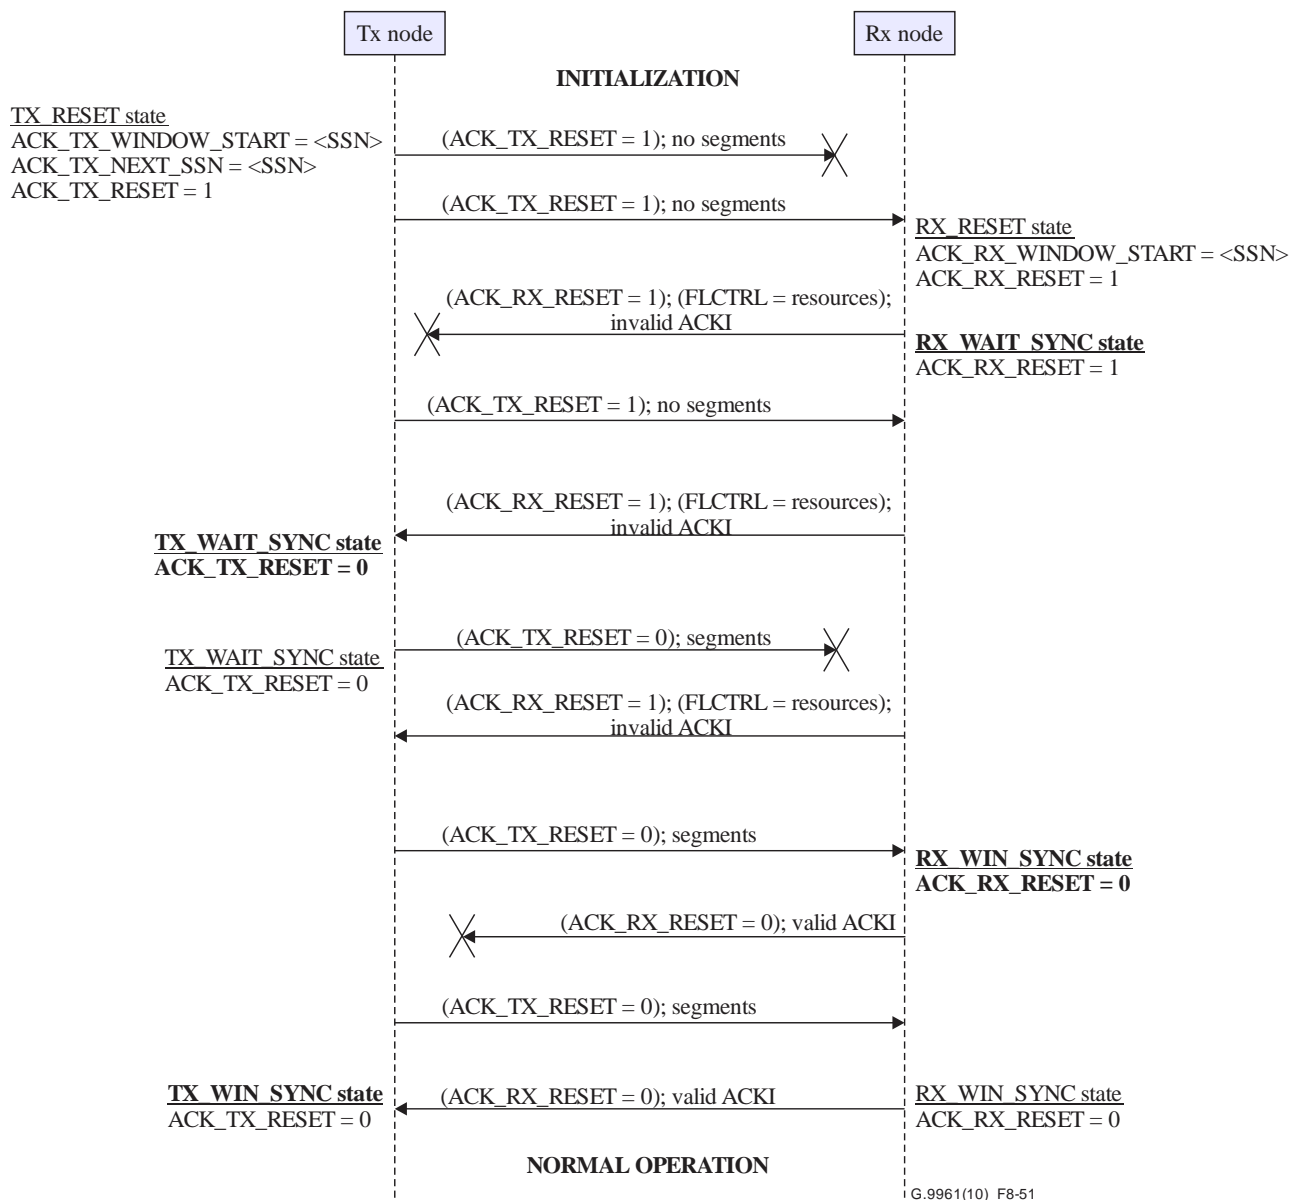 Tx node
Rx node
INITIALIZATION
TX_RESET state
ACK_TX_WINDOW_START = <SSN>
ACK_TX_NEXT_SSN = <SSN>
ACK_TX_RESET = 1
(ACK_TX_RESET = 1); no segments
(ACK_TX_RESET = 1); no segments
RX_RESET state
ACK_RX_WINDOW_START = <SSN>
ACK_RX_RESET = 1
(ACK_RX_RESET = 1); (FLCTRL = resources);
invalid ACKI
RX_WAIT_SYNC state
ACK_RX_RESET = 1
(ACK_TX_RESET = 1); no segments
(ACK_RX_RESET = 1); (FLCTRL = resources);
invalid ACKI
TX_WAIT_SYNC state
ACK_TX_RESET = 0
(ACK_TX_RESET = 0); segments
TX_WAIT_SYNC state
ACK_TX_RESET = 0
(ACK_RX_RESET = 1); (FLCTRL = resources);
invalid ACKI
(ACK_TX_RESET = 0); segments
RX_WIN_SYNC state
ACK_RX_RESET = 0
(ACK_RX_RESET = 0); valid ACKI
(ACK_TX_RESET = 0); segments
TX_WIN_SYNC state
ACK_TX_RESET = 0
(ACK_RX_RESET = 0); valid ACKI
RX_WIN_SYNC state
ACK_RX_RESET = 0
NORMAL OPERATION
G.9961(10)_F8-51